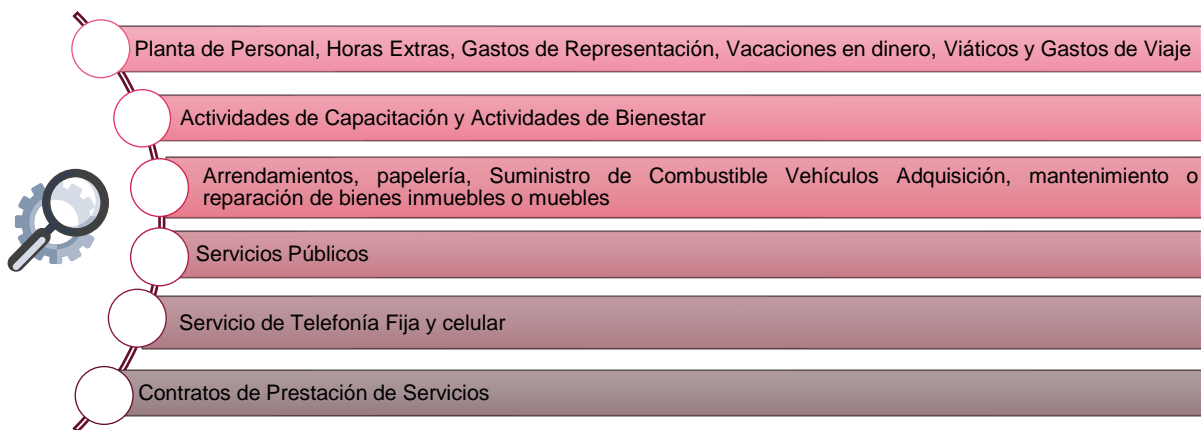 Planta de Personal, Horas Extras, Gastos de Representación, Vacaciones en dinero, Viáticos y Gastos de Viaje
Actividades de Capacitación y Actividades de Bienestar
Arrendamientos, papelería, Suministro de Combustible Vehículos Adquisición, mantenimiento o
reparación de bienes inmuebles o muebles
Servicios Públicos
Servicio de Telefonía Fija y celular
Contratos de Prestación de Servicios